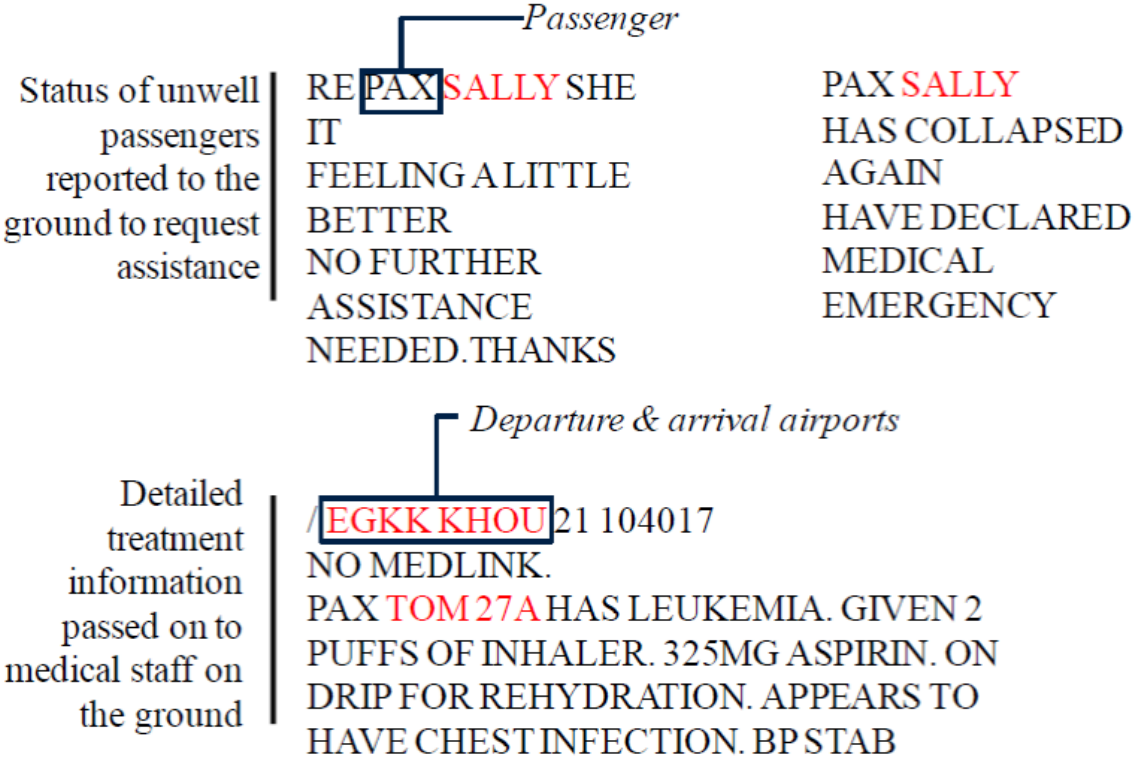 Passenger
Status of unwell
passengers
reported to the
ground to request
assistance
RE PAX SALLY SHE
IT
FEELING A LITTLE
BETTER
NO FURTHER
ASSISTANCE
NEEDED.THANKS
PAX SALLY
HAS COLLAPSED
AGAIN
HAVE DECLARED
MEDICAL
EMERGENCY
Departure & arrival airports
Detailed
treatment
information
passed on to
medical staff on
the ground
/ EGKK KHOU 21 104017
NO MEDLINK.
PAX TOM 27A HAS LEUKEMIA. GIVEN 2
PUFFS OF INHALER. 325MG ASPIRIN. ON
DRIP FOR REHYDRATION. APPEARS TO
HAVE CHEST INFECTION. BP STAB